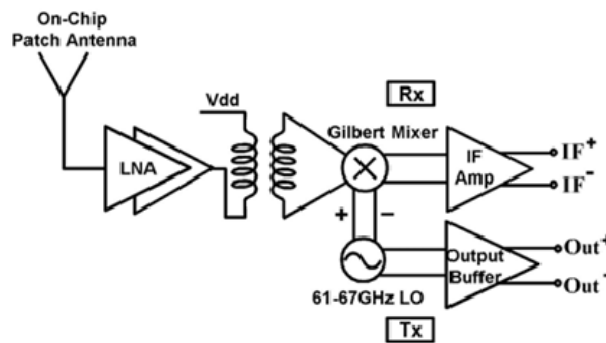 On-Chip
Patch Antenna
Vdd
Rx
Gilbert Mixer
LNA
IF
Amp
IF+
IF-
+ -
Output
Buffer
Out+
Out-
61-67GHz LO
Tx